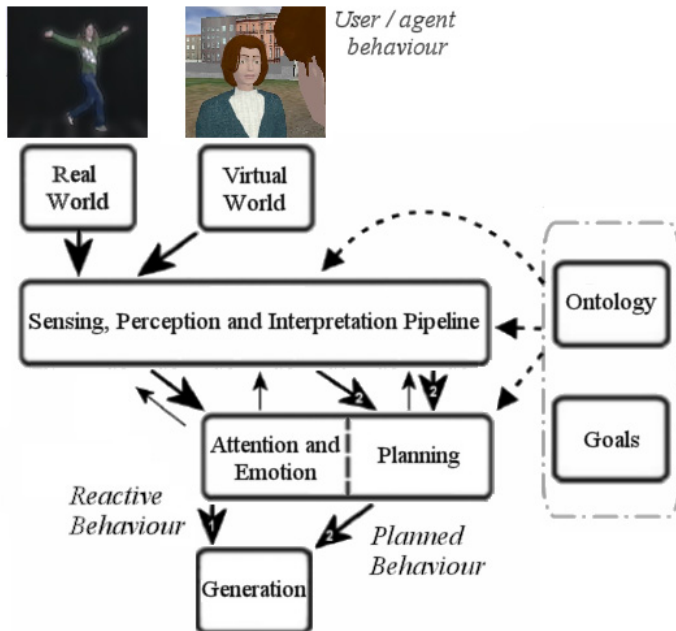 User / agent
behaviour
Real
World
Virtual
World
Sensing, Perception and Interpretation Pipeline
Ontology
2
2
Attention and
Emotion
Planning
Goals
Reactive
Behaviour
1
2
Planned
Behaviour
Generation